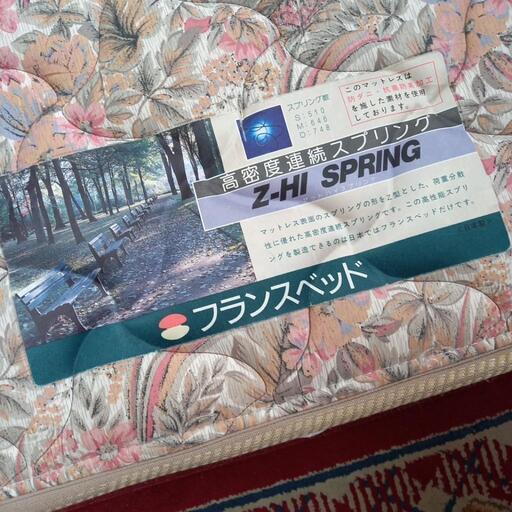 スプリング数
S:510
M:646
D:748
このマットレスは
防ダニ・抗菌防臭加工
を施した素材を使用
しております。
高密度連続スプリング
Z-HI SPRING
マットレス表面のスプリングの形をZ型とした、荷重分散
性に優れた高密度連続スプリングです。この高性能スプリ
ングを製造できるのは日本ではフランスベッドだけです。
フランスベッド